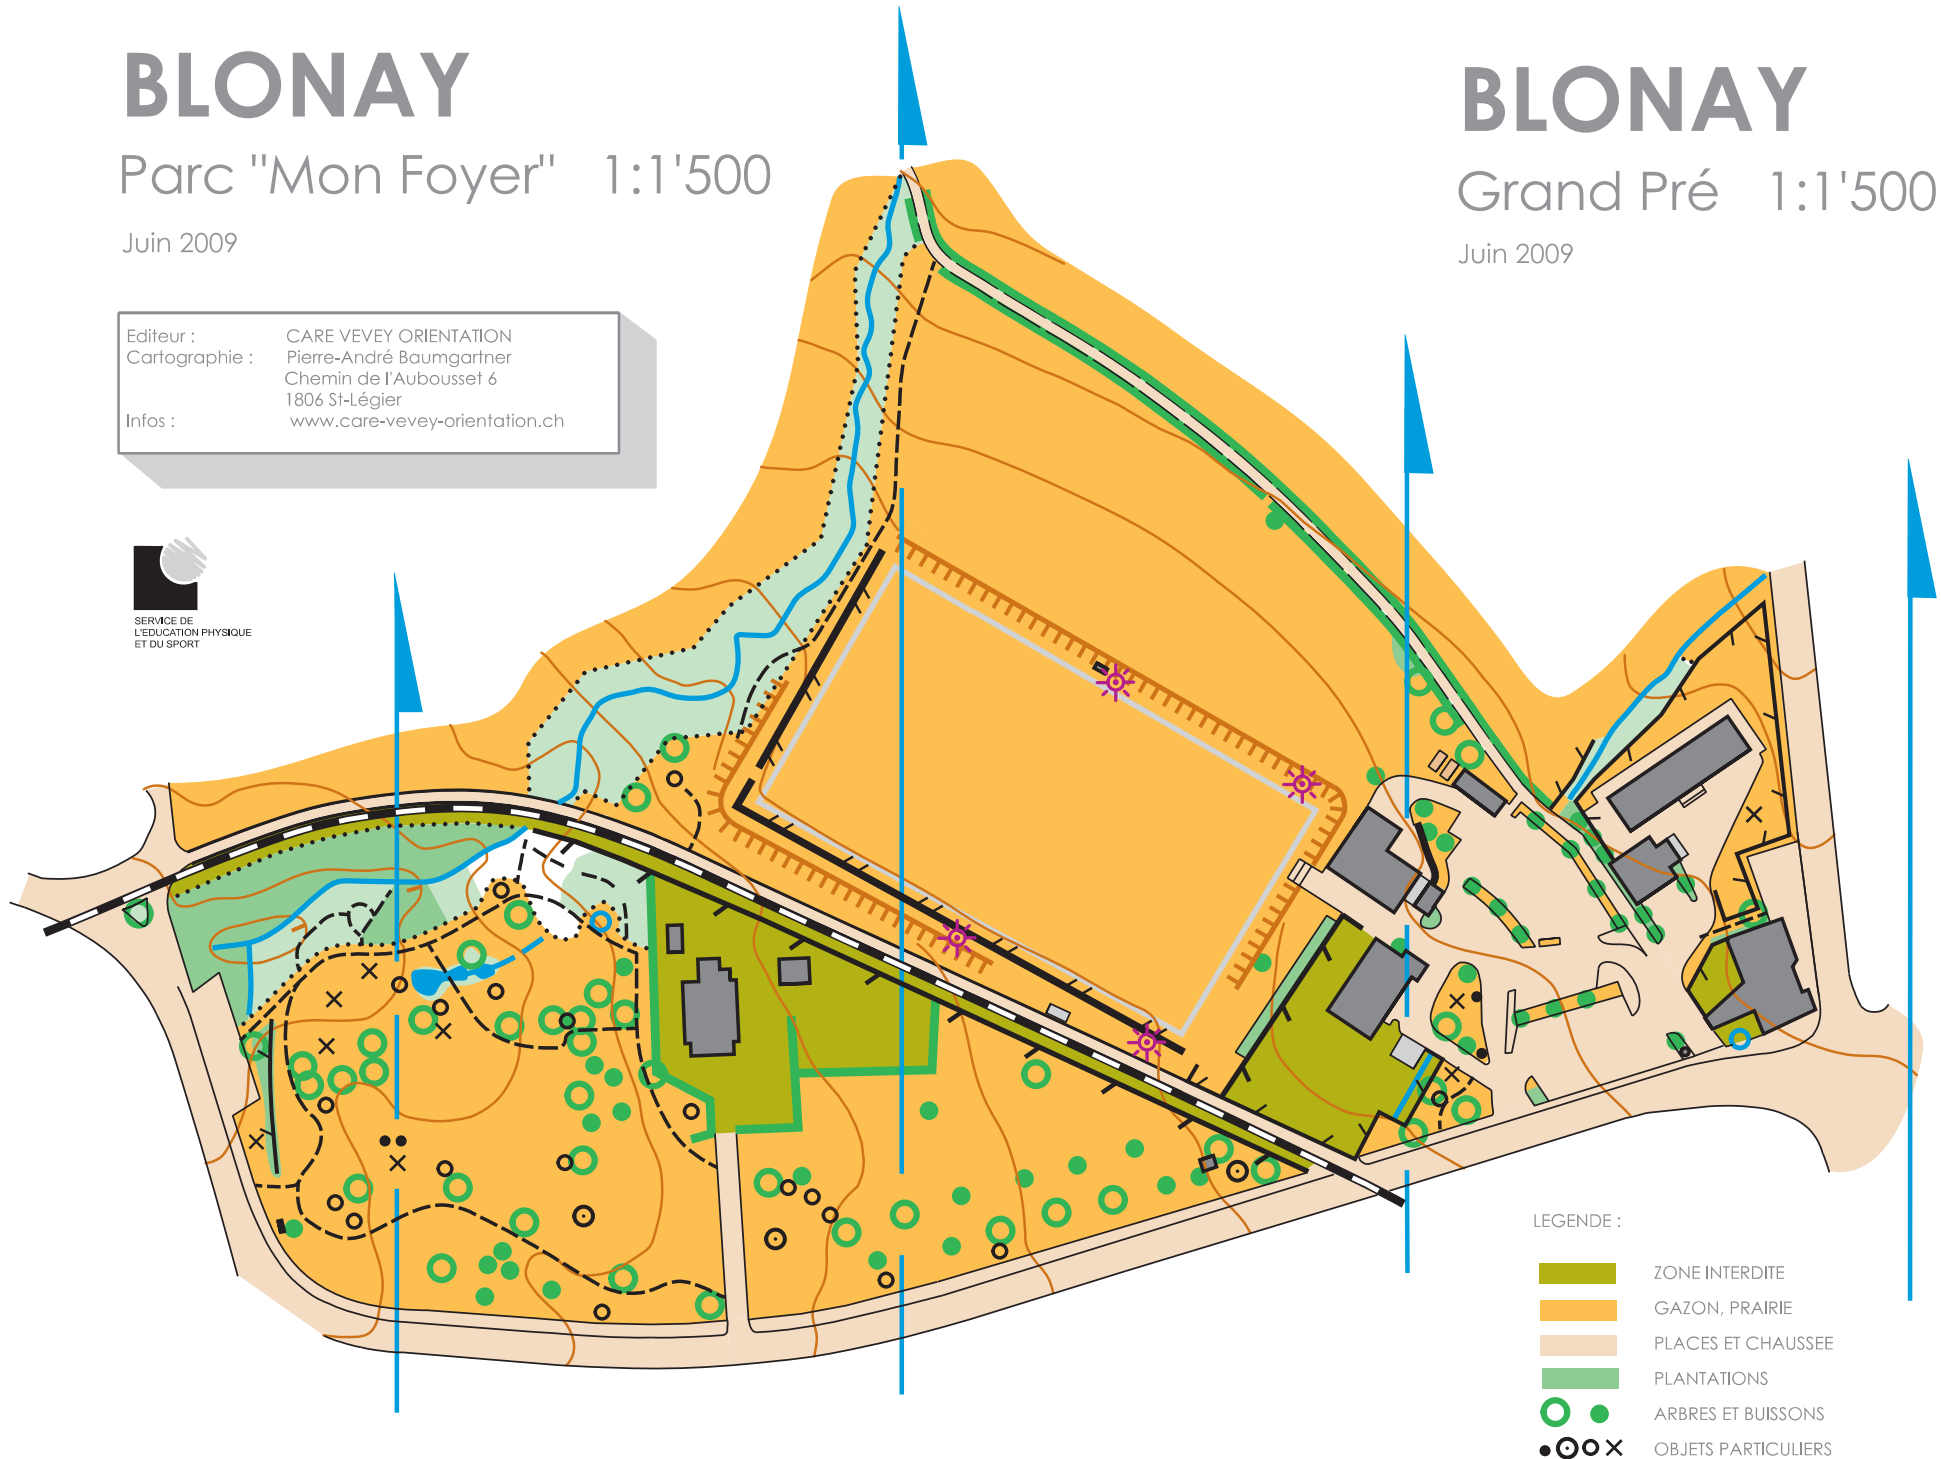 BLONAY
Parc "Mon Foyer" 1:1'500
Juin 2009
BLONAY
Grand Pré 1:1'500
Juin 2009
Editeur : CARE VEVEY ORIENTATION
Cartographie : Pierre-André Baumgartner
Chemin de l'Aubousset 6
1806 St-Légier
Infos : www.care-vevey-orientation.ch
SERVICE DE
L'EDUCATION PHYSIQUE
ET DU SPORT
LEGENDE :
ZONE INTERDITE
GAZON, PRAIRIE
PLACES ET CHAUSSEE
PLANTATIONS
ARBRES ET BUISSONS
OBJETS PARTICULIERS